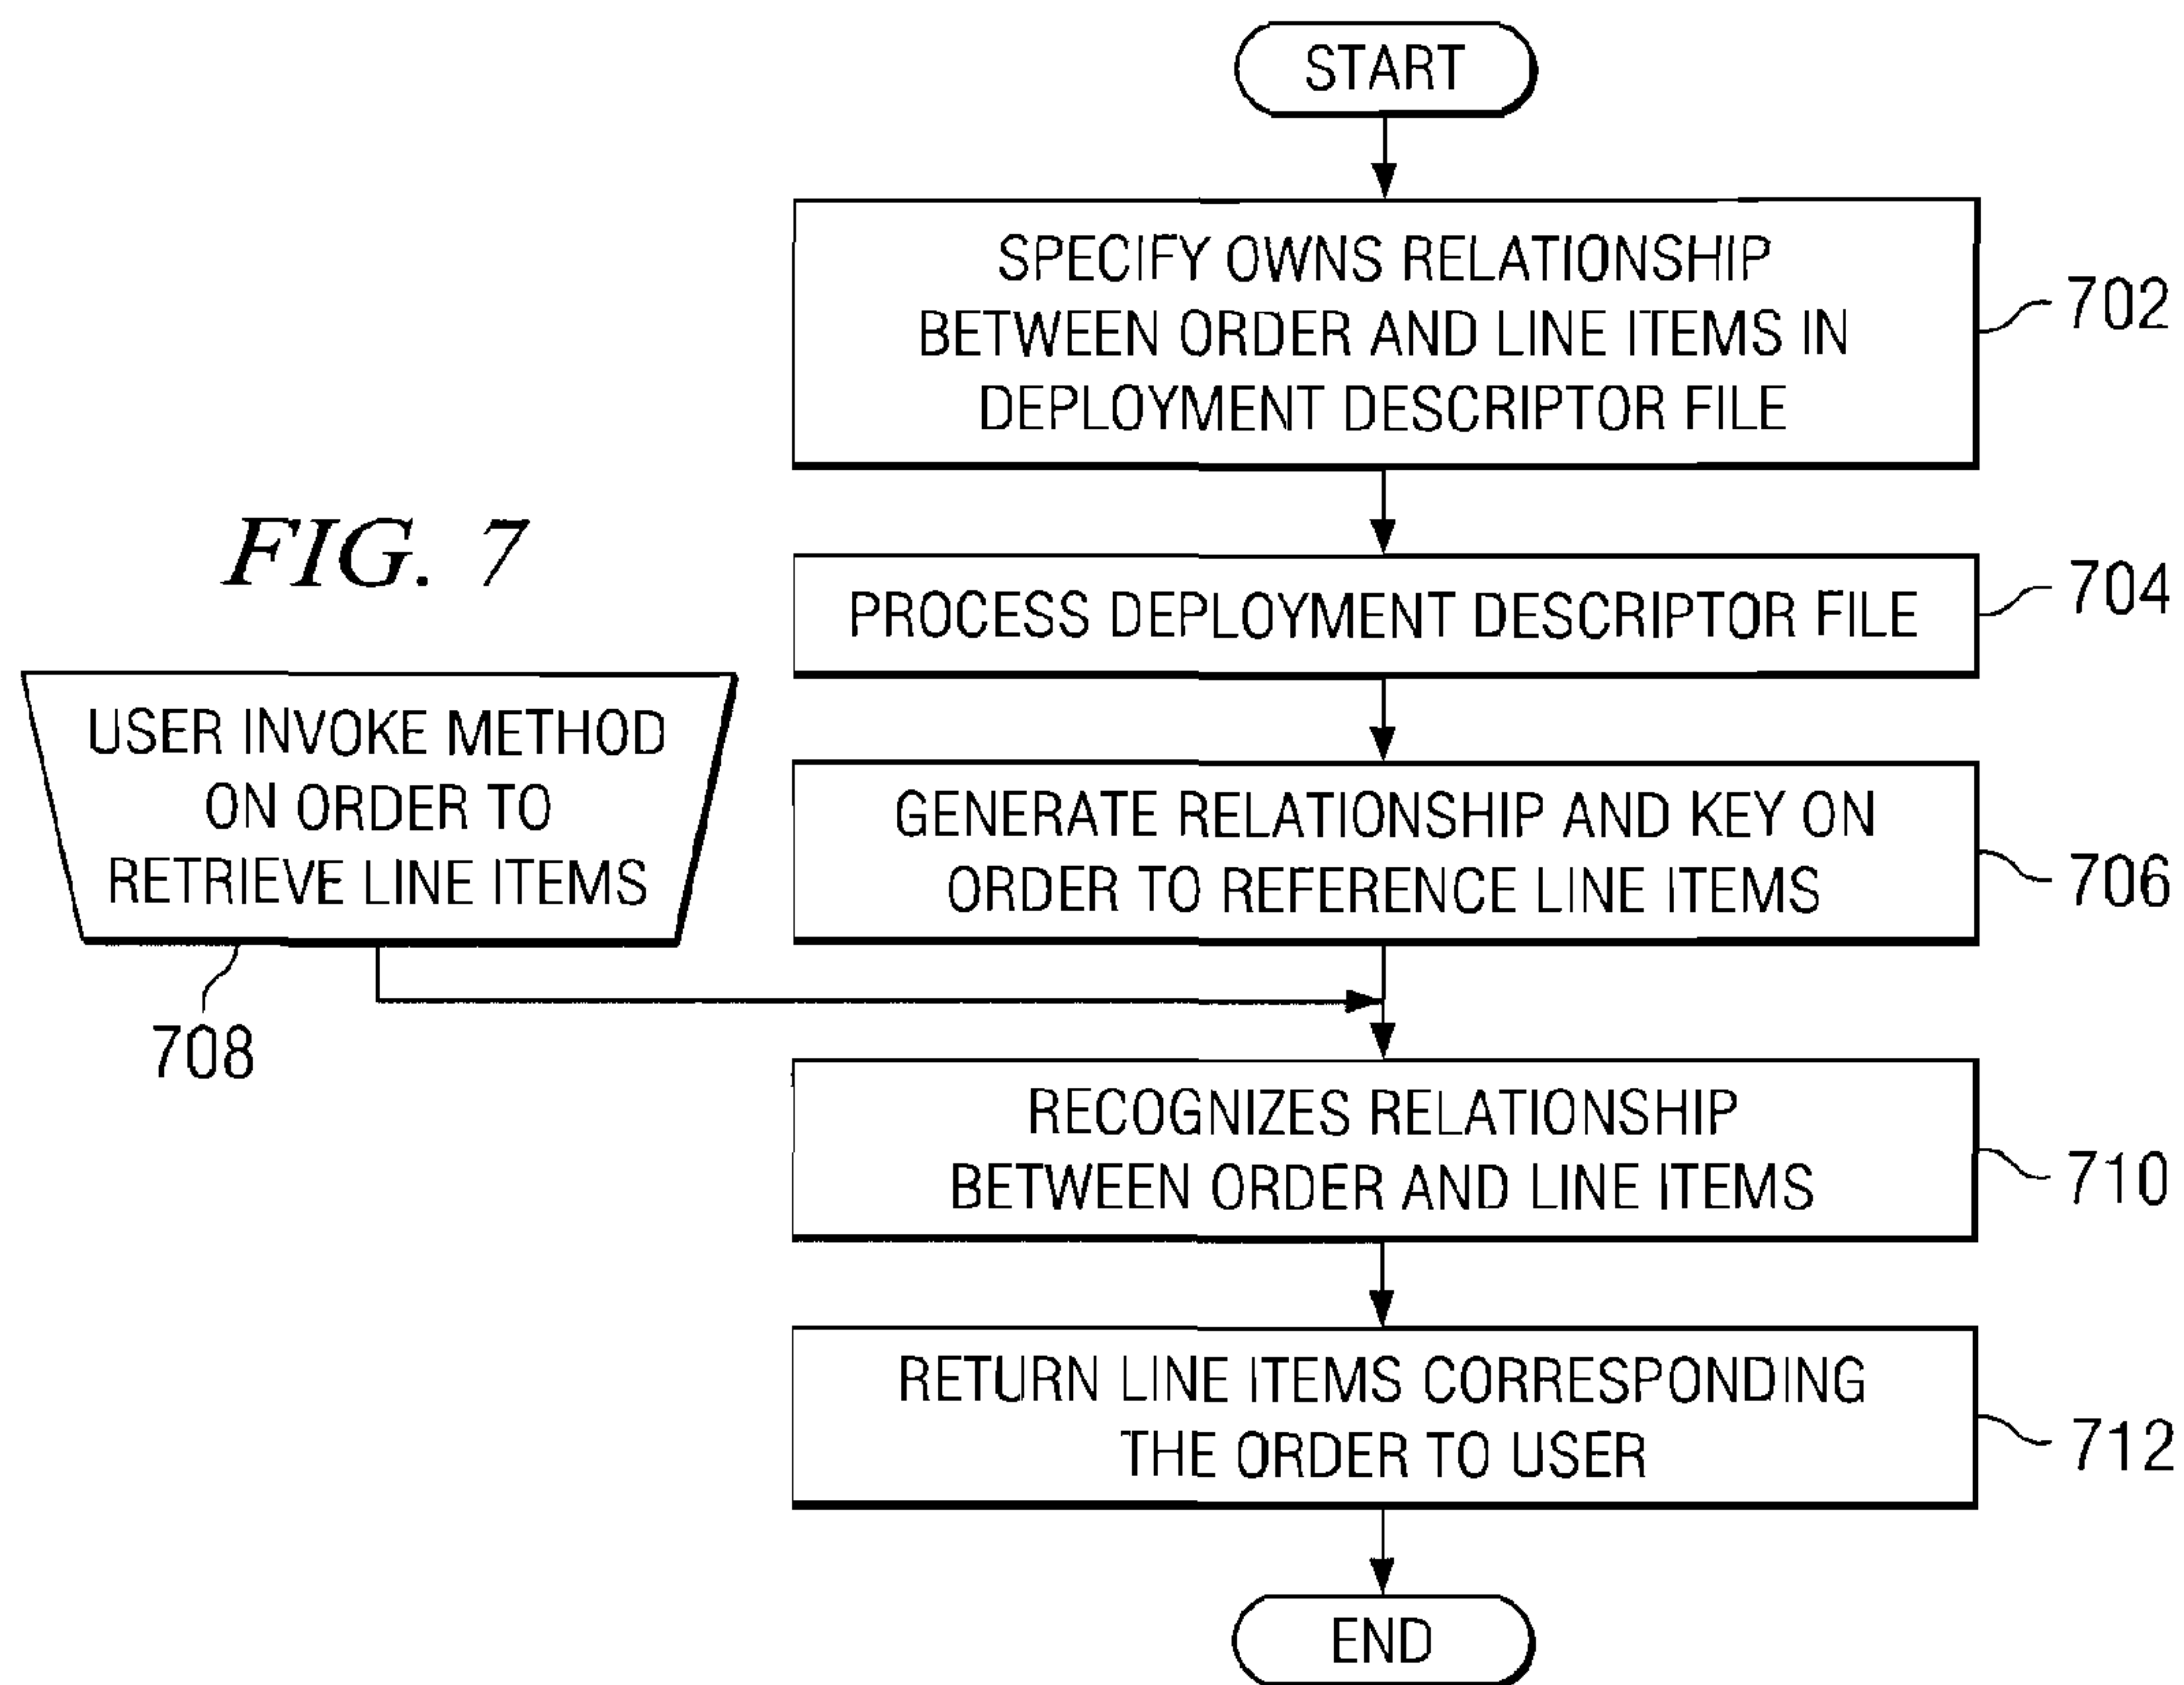 START
SPECIFY OWNS RELATIONSHIP
BETWEEN ORDER AND LINE ITEMS IN
DEPLOYMENT DESCRIPTOR FILE
702
FIG. 7
PROCESS DEPLOYMENT DESCRIPTOR FILE
704
USER INVOKE METHOD
ON ORDER TO
RETRIEVE LINE ITEMS
708
GENERATE RELATIONSHIP AND KEY ON
ORDER TO REFERENCE LINE ITEMS
706
RECOGNIZES RELATIONSHIP
BETWEEN ORDER AND LINE ITEMS
710
RETURN LINE ITEMS CORRESPONDING
THE ORDER TO USER
712
END